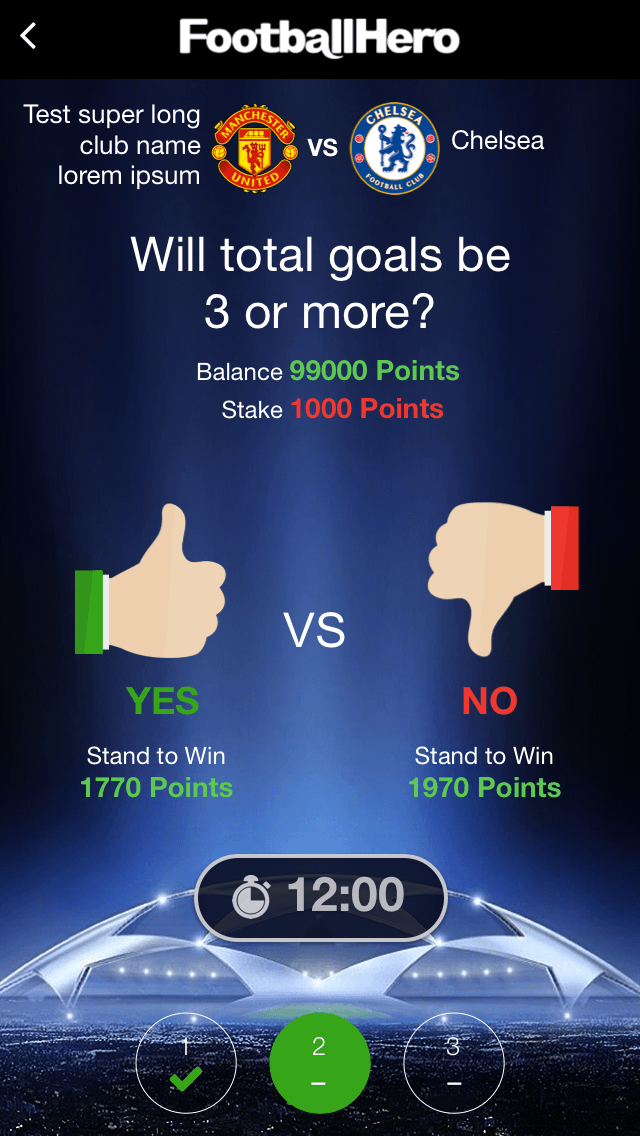 FootballHero
Test super long
club name
lorem ipsum
MANCHESTER
UNITED
VS
CHELSEA
FOOTBALL CLUB
Chelsea
Will total goals be
3 or more?
Balance 99000 Points
Stake 1000 Points
VS
YES
NO
Stand to Win
1770 Points
Stand to Win
1970 Points
12:00
1
2
–
3
–